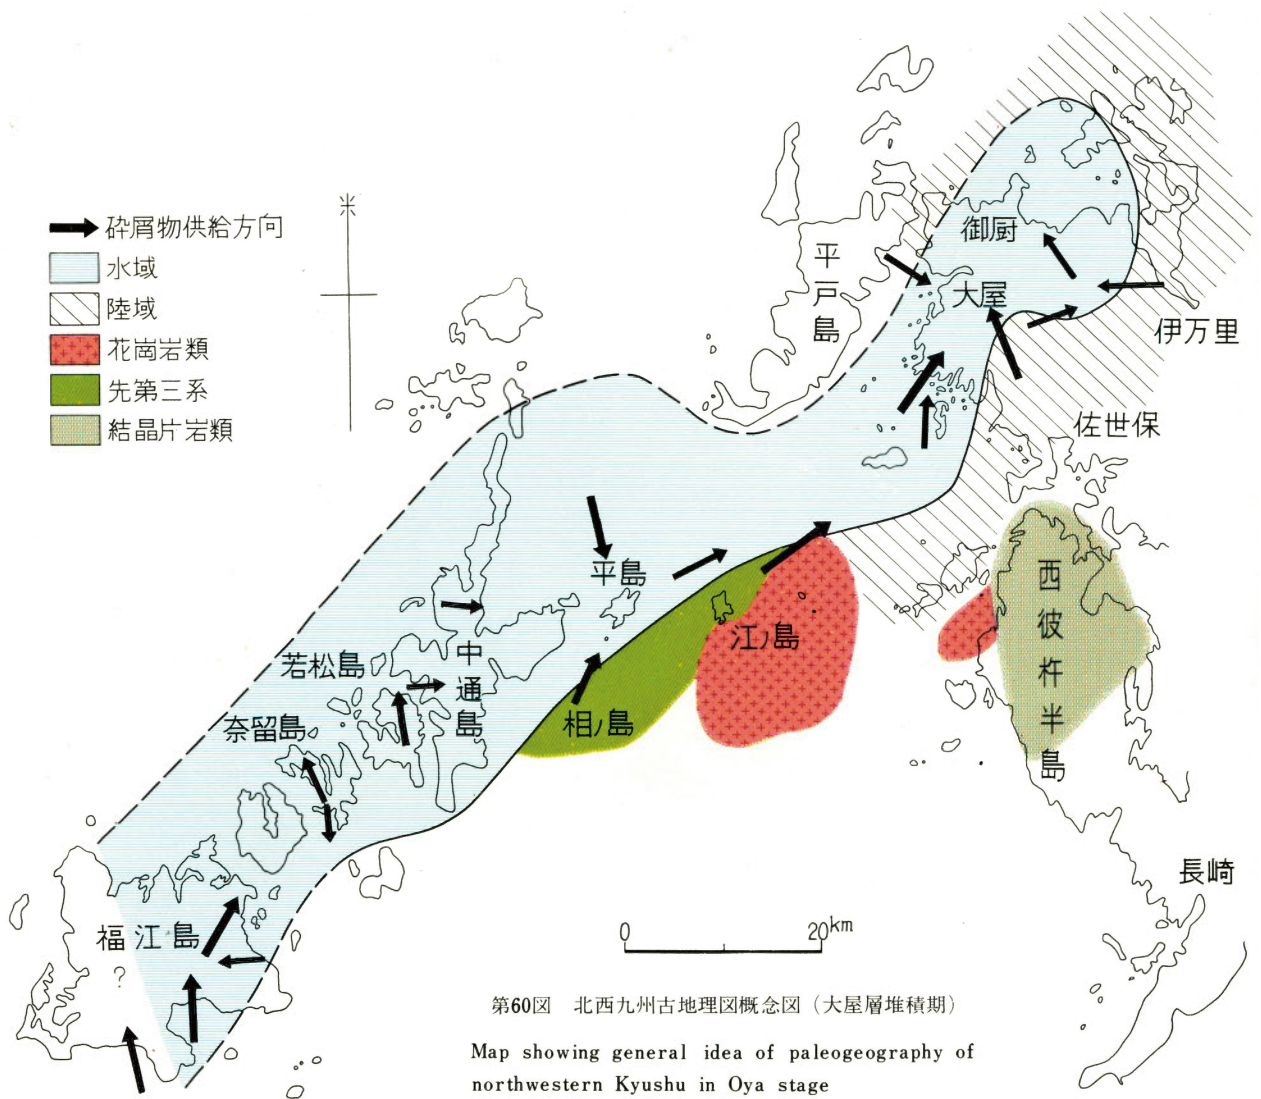 砕屑物供給方向
水域
陸域
花崗岩類
先第三系
結晶片岩類
御厨
平戸島
大屋
伊万里
佐世保
平島
西彼杵半島
江ノ島
若松島
中通島
奈留島
相ノ島
長崎
福江島
?
0 20km
第60図 北西九州古地理図概念図（大屋層堆積期）
Map showing general idea of paleogeography of
northwestern Kyushu in Oya stage